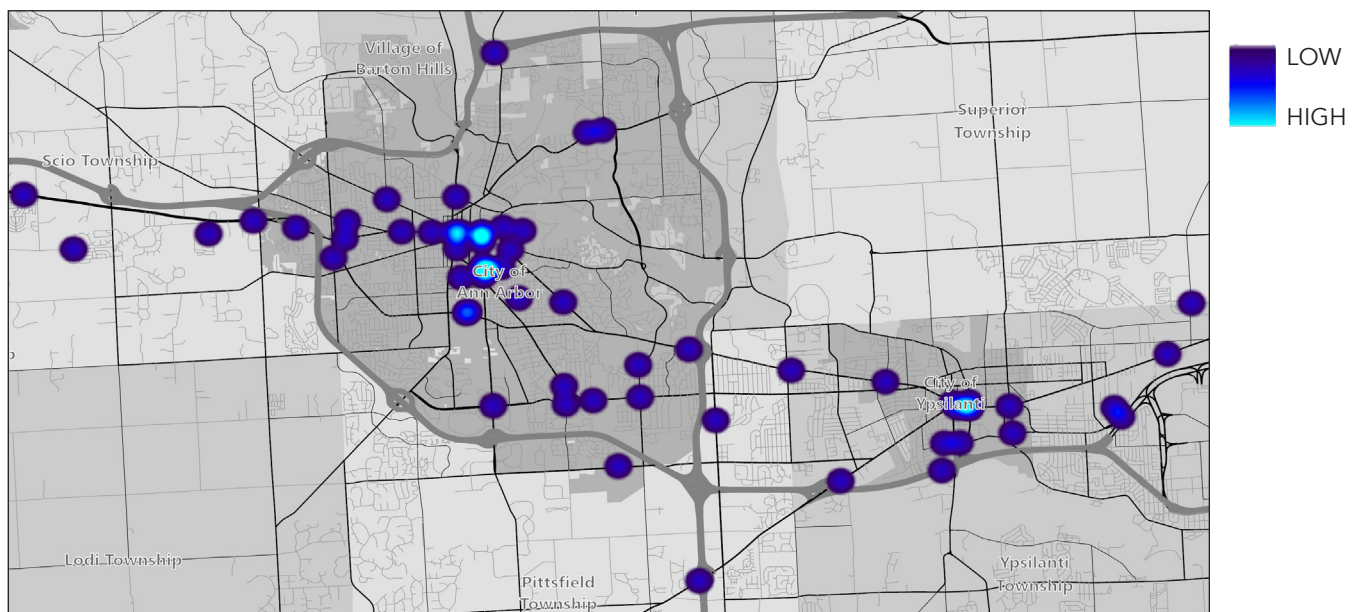 Village of
Barton Hills
LOW
HIGH
Superior
Township
Scio Township
City of
Ann Arbor
City of
Ypsilanti
Lodi Township
Pittsfield
Township
Ypsilanti
Township